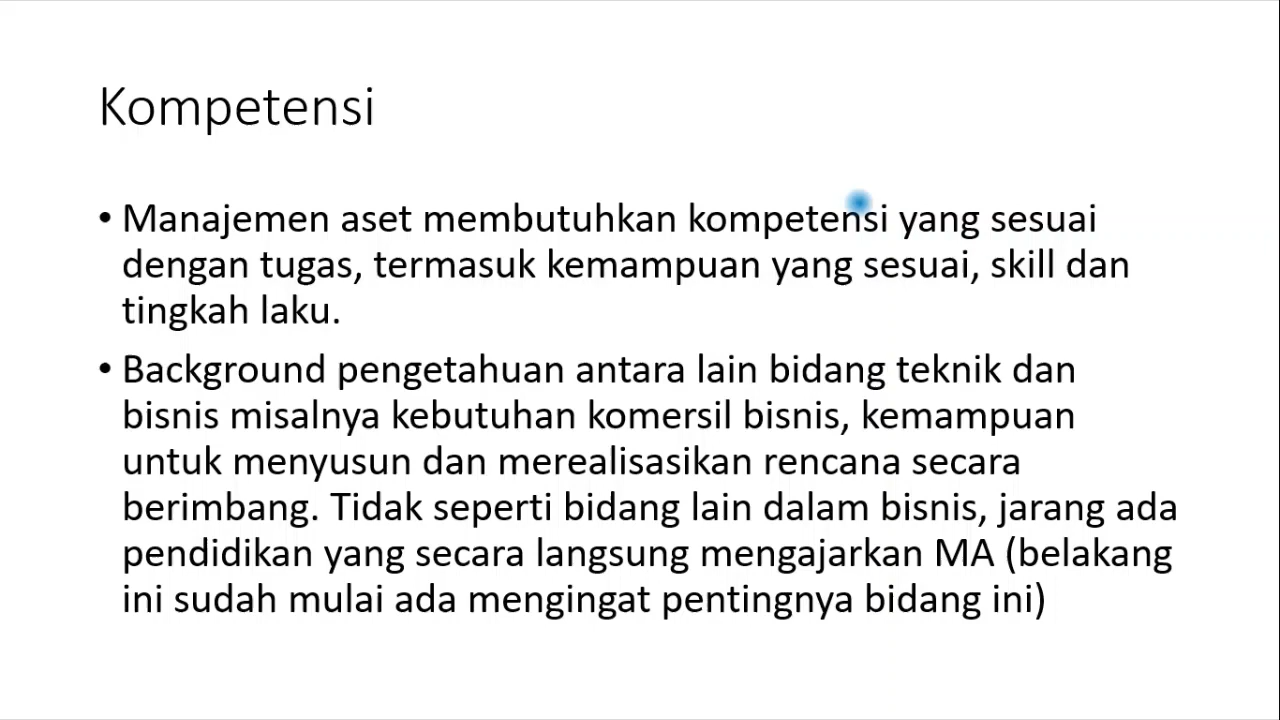 Kompetensi
• Manajemen aset membutuhkan kompetensi yang sesuai
dengan tugas, termasuk kemampuan yang sesuai, skill dan
tingkah laku.
• Background pengetahuan antara lain bidang teknik dan
bisnis misalnya kebutuhan komersil bisnis, kemampuan
untuk menyusun dan merealisasikan rencana secara
berimbang. Tidak seperti bidang lain dalam bisnis, jarang ada
pendidikan yang secara langsung mengajarkan MA (belakang
ini sudah mulai ada mengingat pentingnya bidang ini)